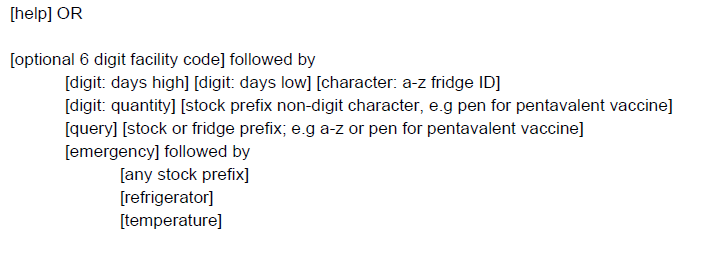 [help] OR
[optional 6 digit facility code] followed by
[digit: days high] [digit: days low] [character: a-z fridge ID]
[digit: quantity] [stock prefix non-digit character, e.g pen for pentavalent vaccine]
[query] [stock or fridge prefix; e.g a-z or pen for pentavalent vaccine]
[emergency] followed by
[any stock prefix]
[refrigerator]
[temperature]